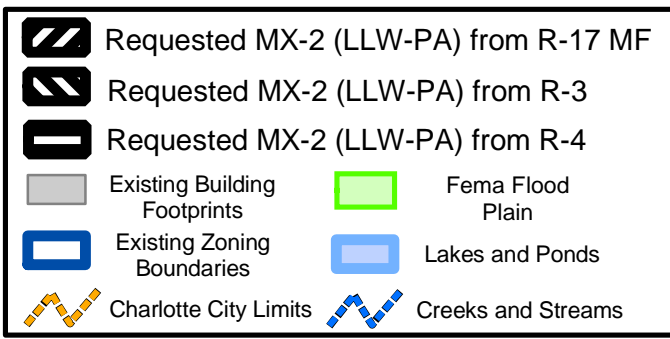 Requested MX-2 (LLW-PA) from R-17 MF
Requested MX-2 (LLW-PA) from R-3
Requested MX-2 (LLW-PA) from R-4
Existing Building
Footprints
Fema Flood
Plain
Existing Zoning
Boundaries
Lakes and Ponds
Charlotte City Limits
Creeks and Streams